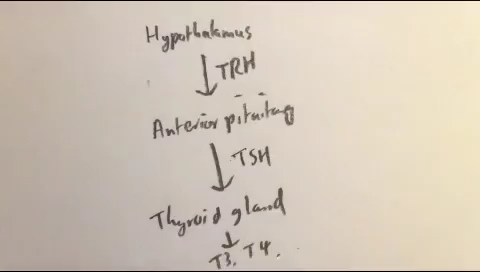 Hypothalamus
TRH
Anterior pituitary
TSH
Thyroid gland
T3, T4.